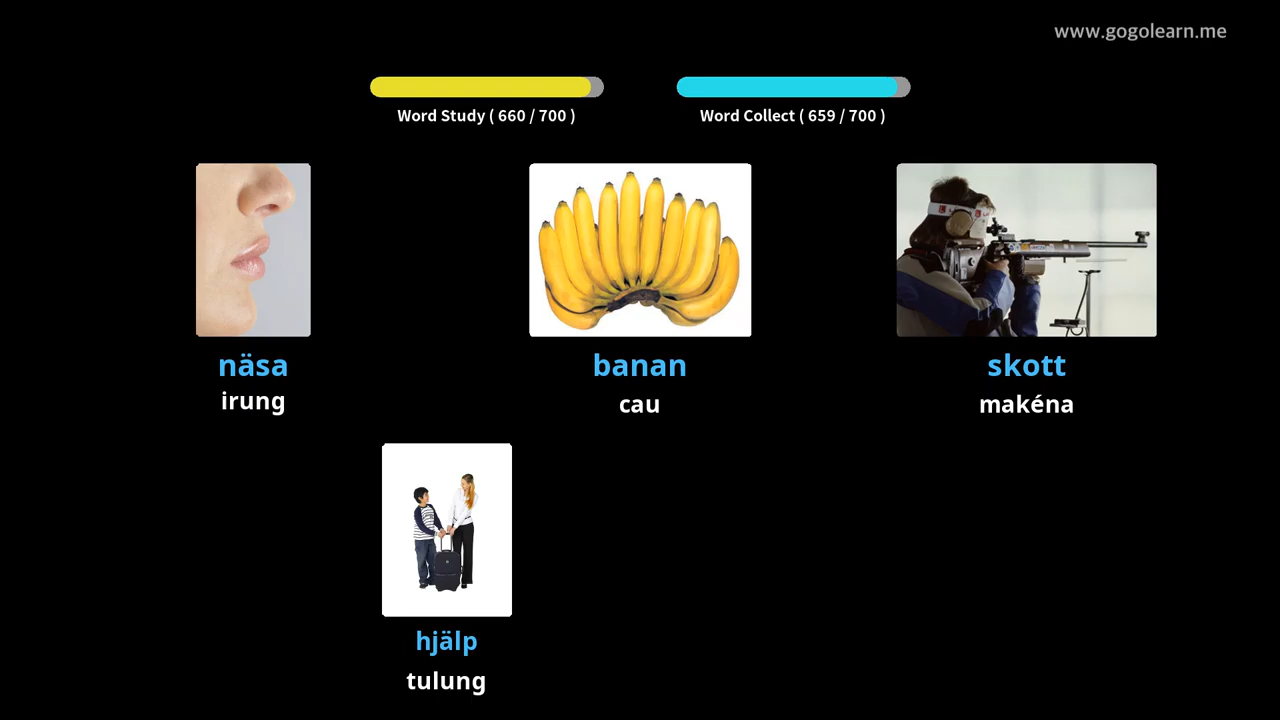 www.gogolearn.me
Word Study ( 660 / 700 )
Word Collect ( 659 / 700 )
näsa
banan
skott
irung
cau
makéna
hjälp
tulung